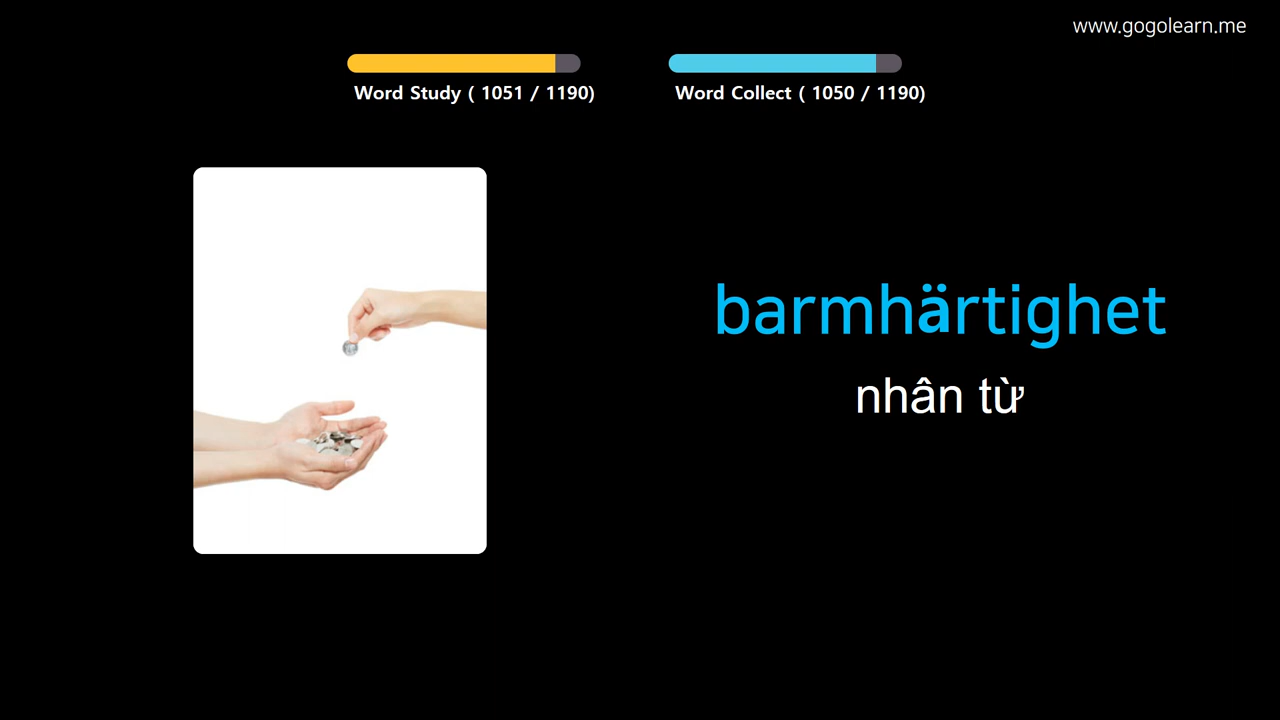 www.gogolearn.me
Word Study ( 1051 / 1190)
Word Collect ( 1050 / 1190)
barmhärtighet
nhân từ